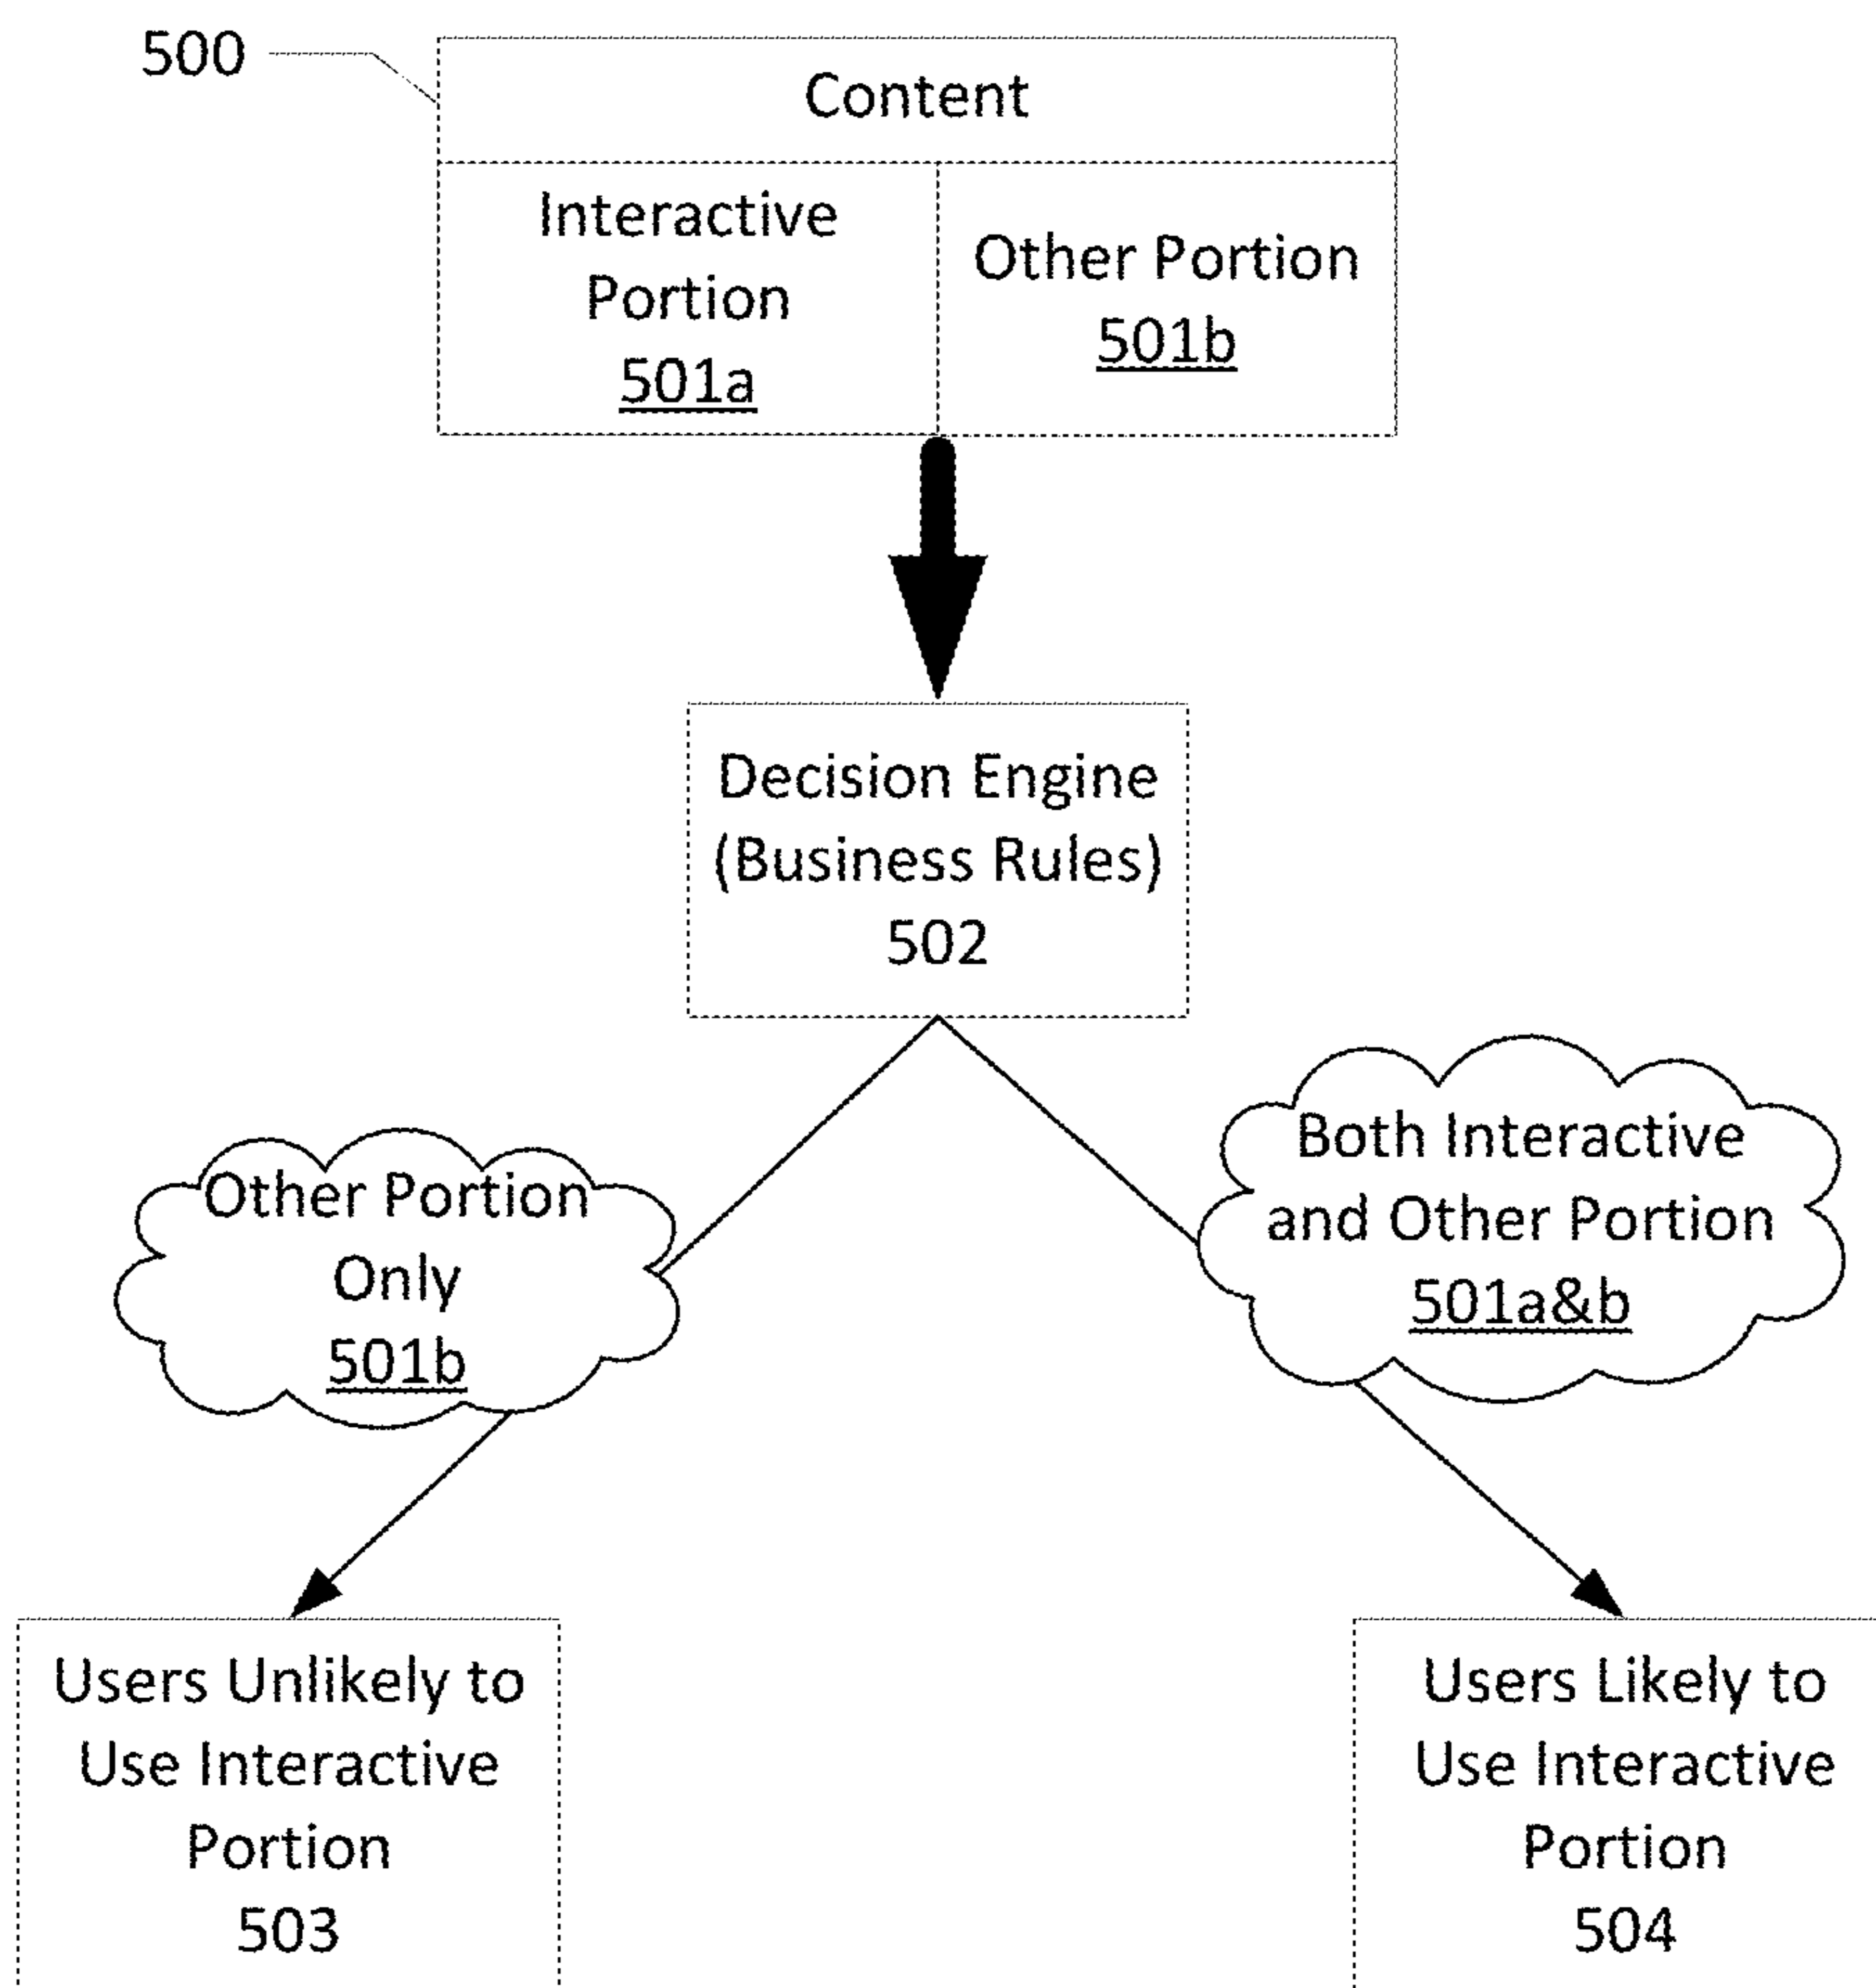 500
Content
Interactive
Portion
501a
Other Portion
501b
Decision Engine
(Business Rules)
502
Other Portion
Only
501b
Both Interactive
and Other Portion
501a&b
Users Unlikely to
Use Interactive
Portion
503
Users Likely to
Use Interactive
Portion
504